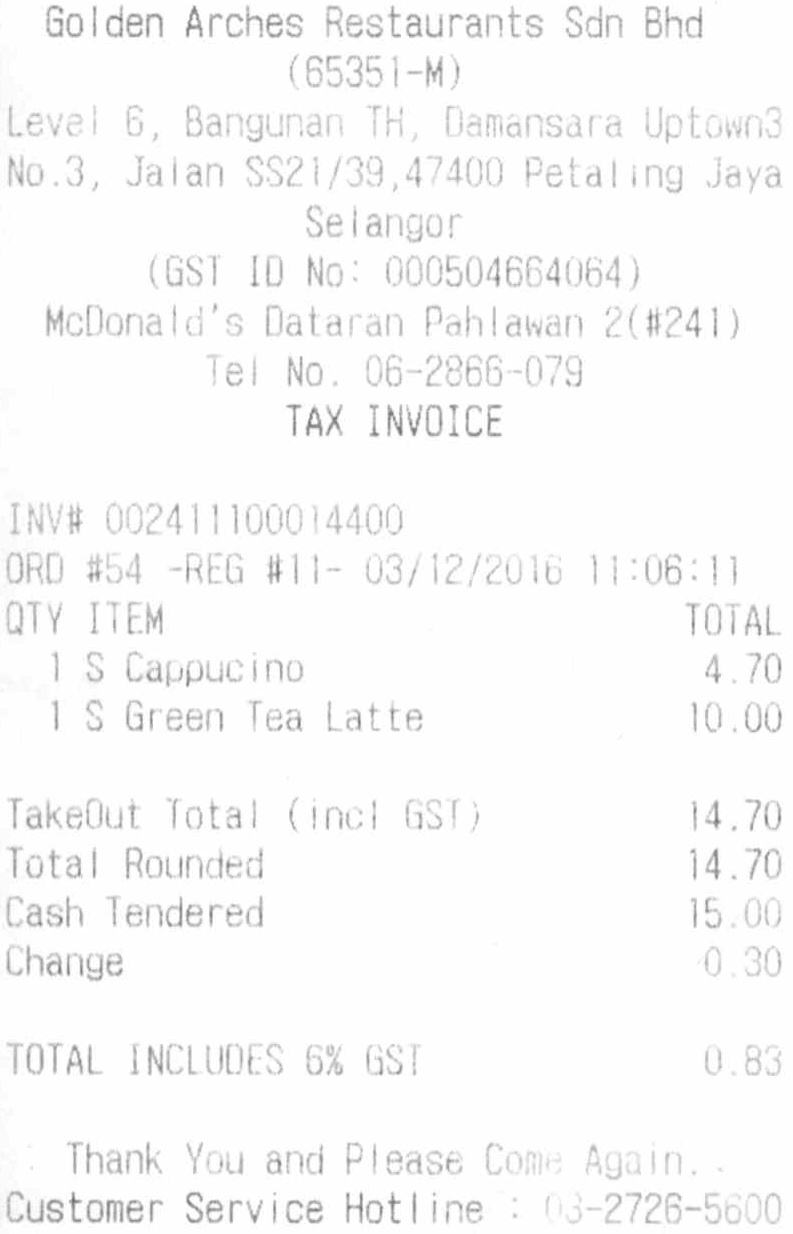 Golden Arches Restaurants Sdn Bhd
(65351-M)
Level 6, Bangunan TH, Damansara Uptown3
No.3, Jalan SS21/39,47400 Petaling Jaya
Selangor
(GST ID No: 000504664064)
McDonald's Dataran Pahlawan 2(#241)
Tel No. 06-2866-079
TAX INVOICE
INV# 002411100014400
ORD #54 -REG #11- 03/12/2016 11:06:11
QTY ITEM TOTAL
1 S Cappucino 4.70
1 S Green Tea Latte 10.00
TakeOut Total (incl GST) 14.70
Total Rounded 14.70
Cash Tendered 15.00
Change 0.30
TOTAL INCLUDES 6% GST 0.83
Thank You and Please Come Again.
Customer Service Hotline : 03-2726-5600